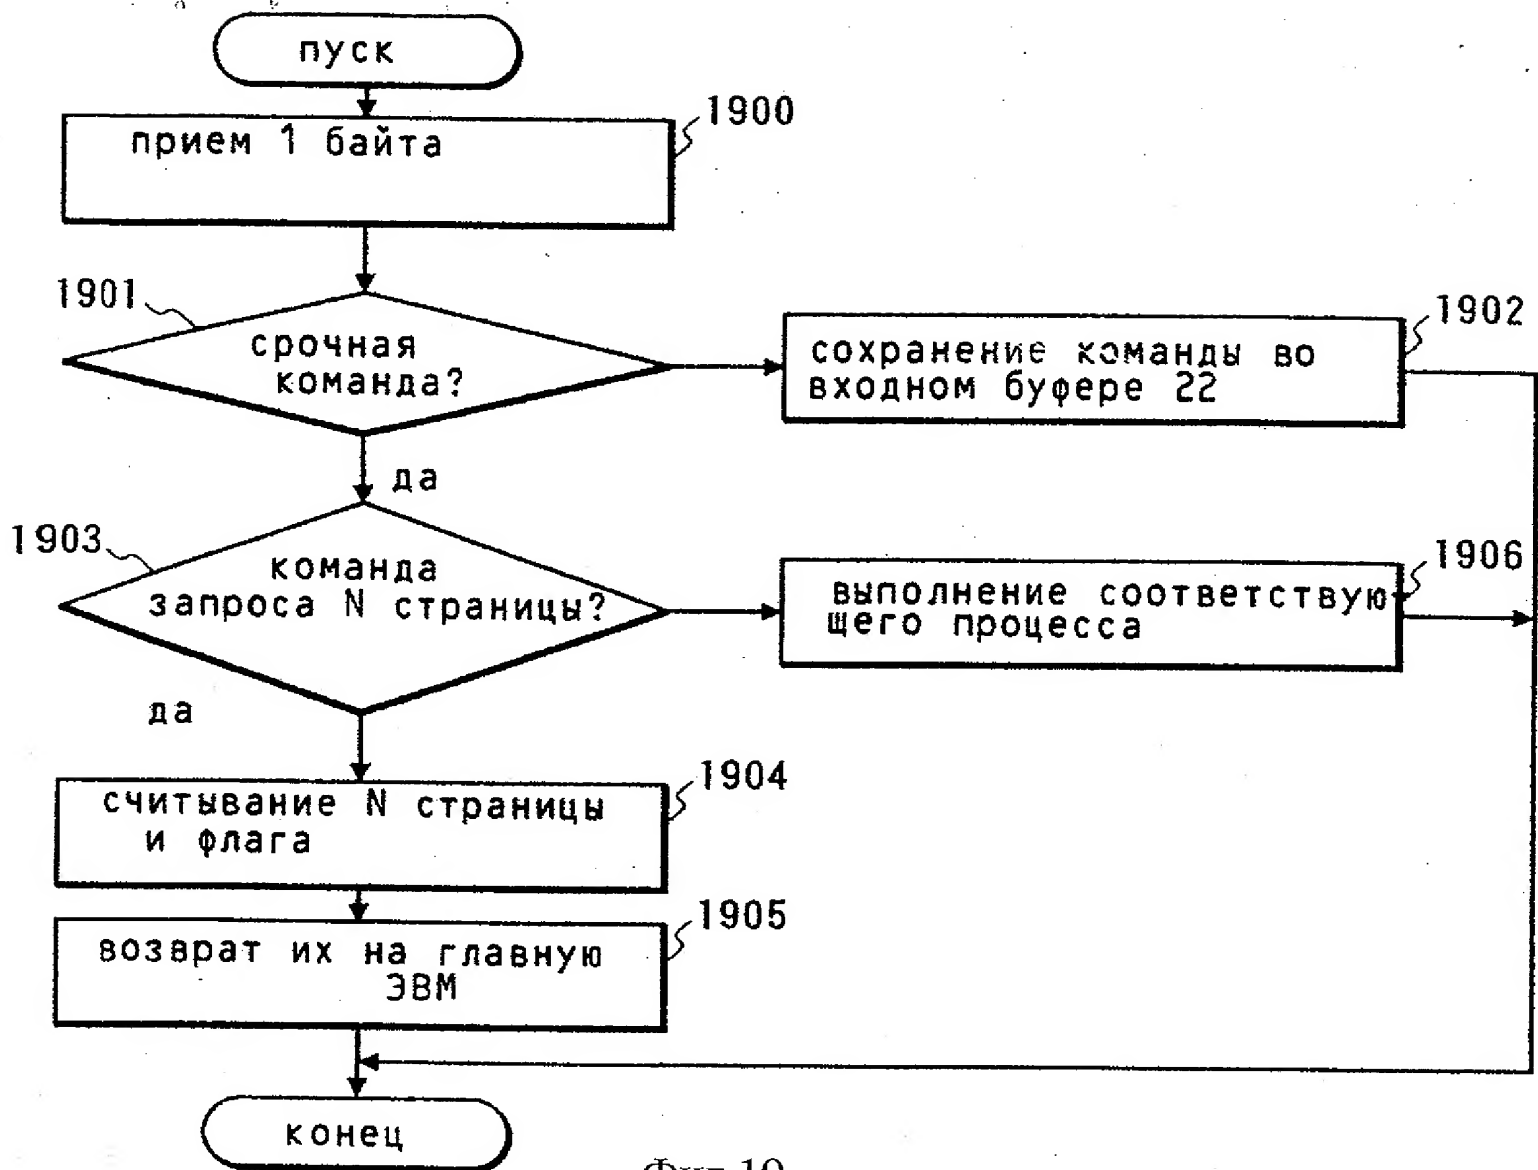 пуск
1900
прием 1 байта
1901
срочная
команда?
1902
сохранение команды во
входном буфере 22
да
1903
команда
запроса N страницы?
1906
выполнение соответствую
щего процесса
да
1904
считывание N страницы
и флага
1905
возврат их на главную
ЭВМ
конец